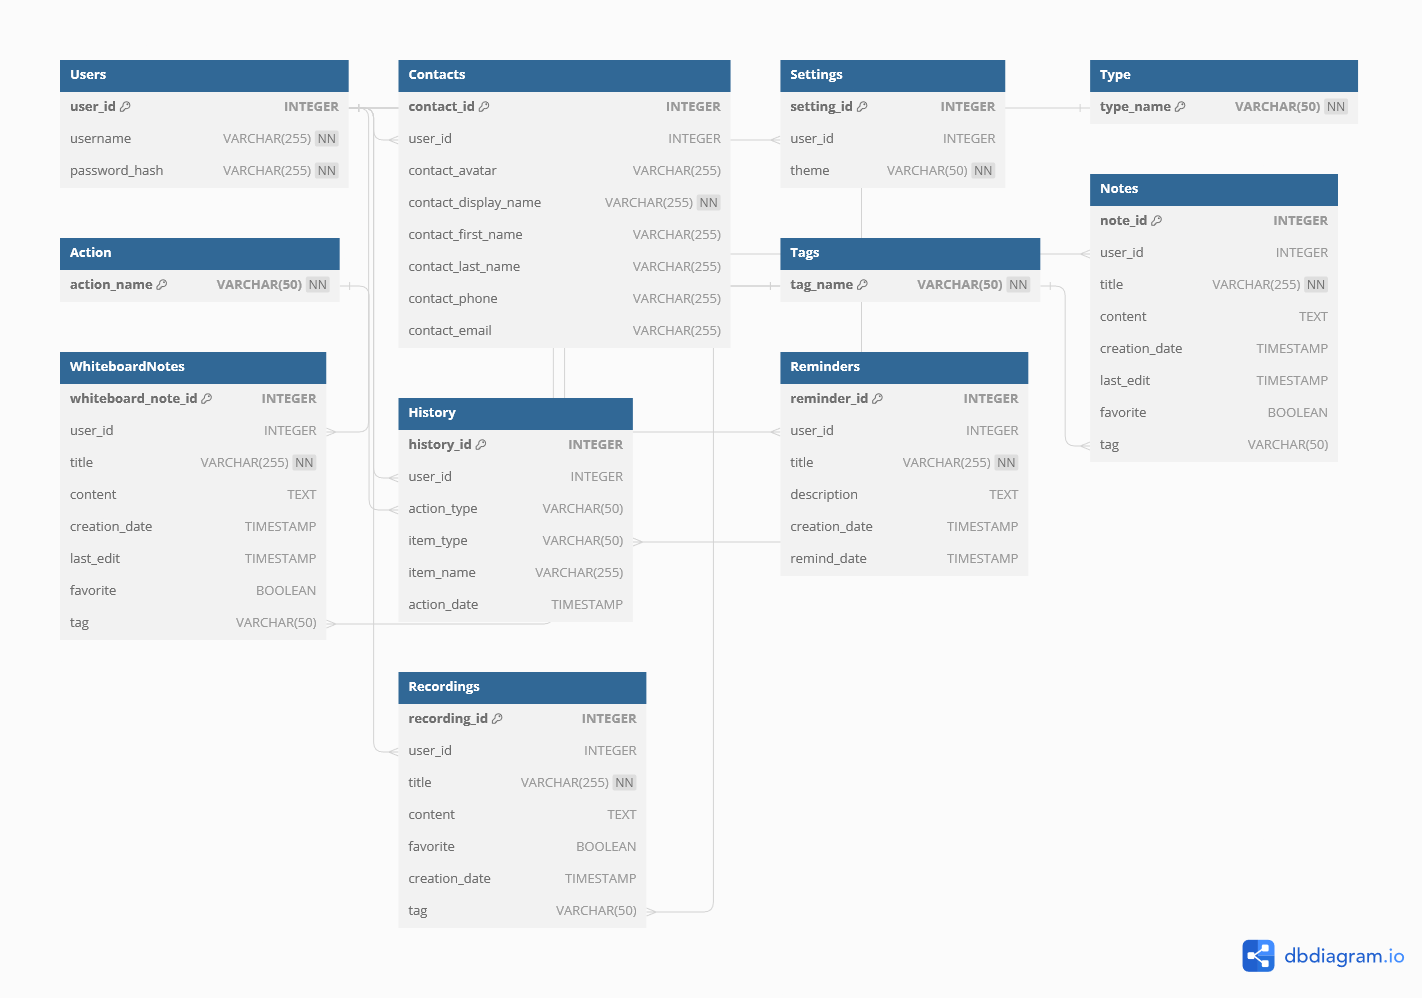 Users
user_id INTEGER
username VARCHAR(255) NN
password_hash VARCHAR(255) NN
Contacts
contact_id INTEGER
user_id INTEGER
contact_avatar VARCHAR(255)
contact_display_name VARCHAR(255) NN
contact_first_name VARCHAR(255)
contact_last_name VARCHAR(255)
contact_phone VARCHAR(255)
contact_email VARCHAR(255)
Settings
setting_id INTEGER
user_id INTEGER
theme VARCHAR(50) NN
Type
type_name VARCHAR(50) NN
Notes
note_id INTEGER
user_id INTEGER
title VARCHAR(255) NN
content TEXT
creation_date TIMESTAMP
last_edit TIMESTAMP
favorite BOOLEAN
tag VARCHAR(50)
Action
action_name VARCHAR(50) NN
Tags
tag_name VARCHAR(50) NN
WhiteboardNotes
whiteboard_note_id INTEGER
user_id INTEGER
title VARCHAR(255) NN
content TEXT
creation_date TIMESTAMP
last_edit TIMESTAMP
favorite BOOLEAN
tag VARCHAR(50)
History
history_id INTEGER
user_id INTEGER
action_type VARCHAR(50)
item_type VARCHAR(50)
item_name VARCHAR(255)
action_date TIMESTAMP
Reminders
reminder_id INTEGER
user_id INTEGER
title VARCHAR(255) NN
description TEXT
creation_date TIMESTAMP
remind_date TIMESTAMP
Recordings
recording_id INTEGER
user_id INTEGER
title VARCHAR(255) NN
content TEXT
favorite BOOLEAN
creation_date TIMESTAMP
tag VARCHAR(50)
dbdiagram.io